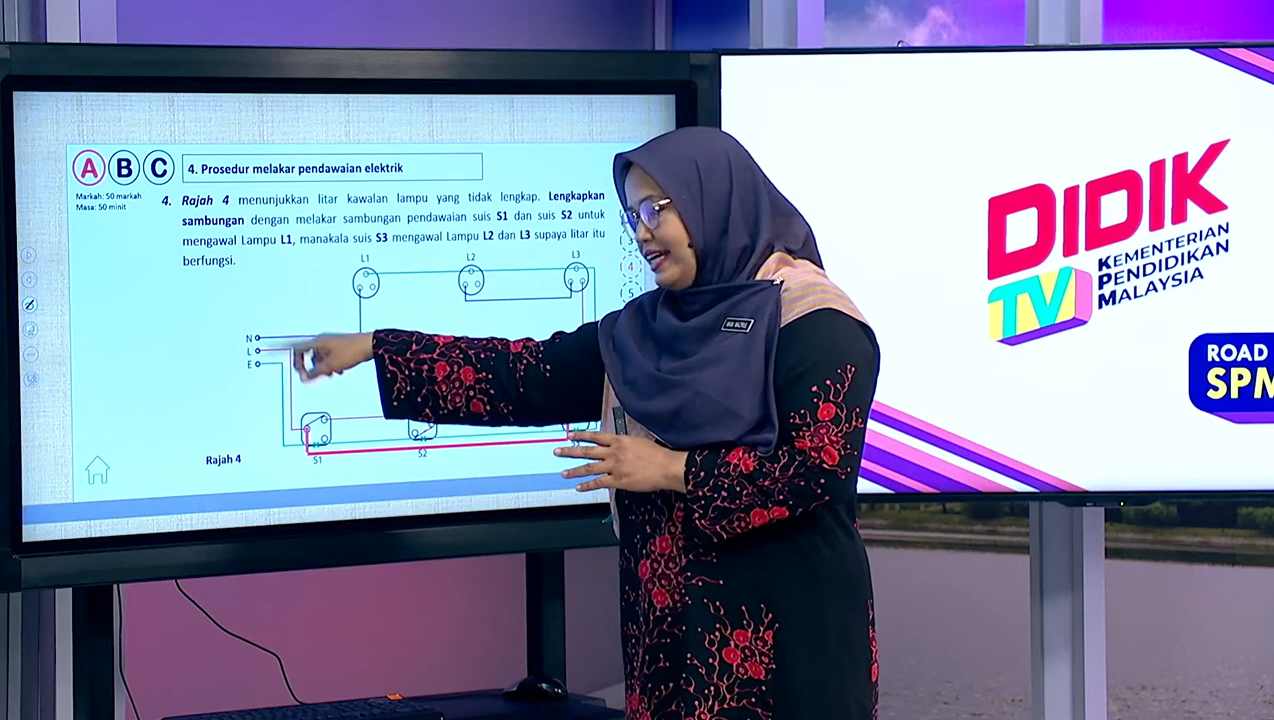 A B C
4. Prosedur melakar pendawaian elektrik
Markah: 50 markah
Masa: 50 minit
4. Rajah 4 menunjukkan litar kawalan lampu yang tidak lengkap. Lengkapkan
sambungan dengan melakar sambungan pendawaian suis S1 dan suis S2 untuk
mengawal Lampu L1, manakala suis S3 mengawal Lampu L2 dan L3 supaya litar itu
berfungsi.
L1 L2 L3
4
5
N
L
E
S1 S2
Rajah 4
DIDIK
TV
KEMENTERIAN
PENDIDIKAN
MALAYSIA
ROAD
SPM